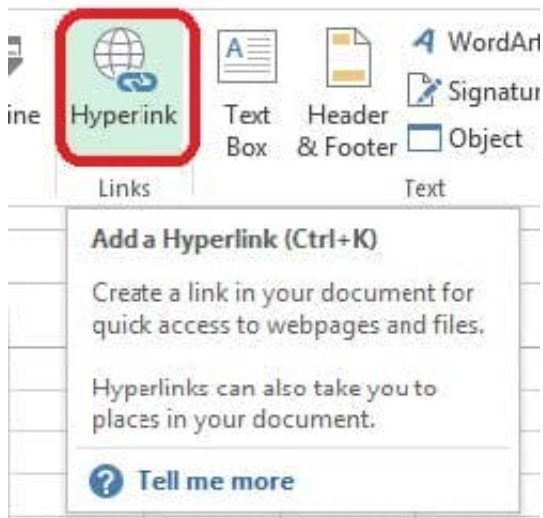 WordArt
Signatur
ine Hyperlink Text Header Object
Box & Footer
Links Text
Add a Hyperlink (Ctrl+K)
Create a link in your document for
quick access to webpages and files.
Hyperlinks can also take you to
places in your document.
Tell me more